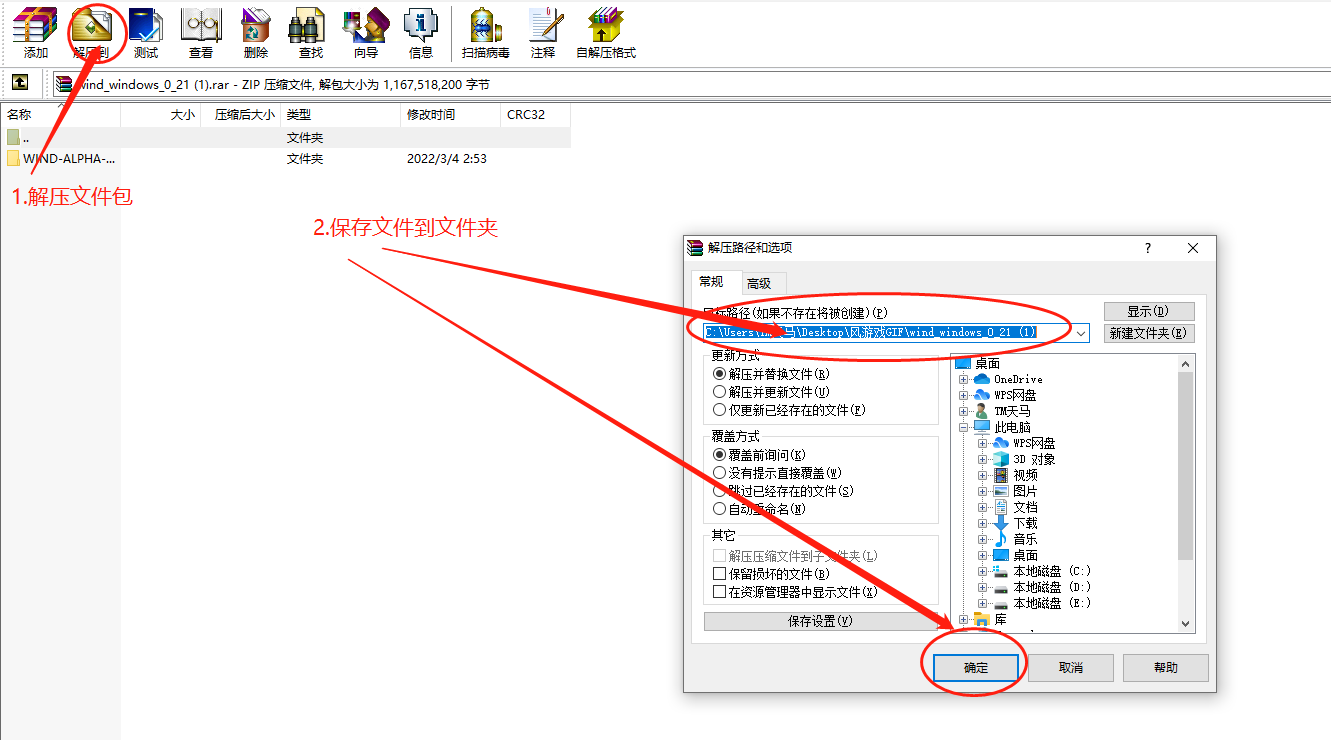 添加 解压到 测试 查看 删除 查找 向导 信息 扫描病毒 注释 自解压格式
wind_windows_0_21 (1).rar - ZIP 压缩文件, 解包大小为 1,167,518,200 字节
名称 大小 压缩后大小 类型 修改时间 CRC32
.. 文件夹
WIND-ALPHA-... 文件夹 2022/3/4 2:53
1.解压文件包
2.保存文件到文件夹
解压路径和选项
常规 高级
目标路径(如果不存在将被创建)(P)
显示(D)
新建文件夹(E)
更新方式
解压并替换文件(R)
解压并更新文件(U)
仅更新已经存在的文件(F)
覆盖方式
覆盖前询问(K)
没有提示直接覆盖(W)
跳过已经存在的文件(S)
自动重命名(N)
其它
解压压缩文件到子文件夹(L)
保留损坏的文件(B)
在资源管理器中显示文件(X)
保存设置(V)
桌面
OneDrive
WPS网盘
TM天马
此电脑
WPS网盘
3D 对象
视频
图片
文档
下载
音乐
桌面
本地磁盘 (C:)
本地磁盘 (D:)
本地磁盘 (E:)
库
确定 取消 帮助